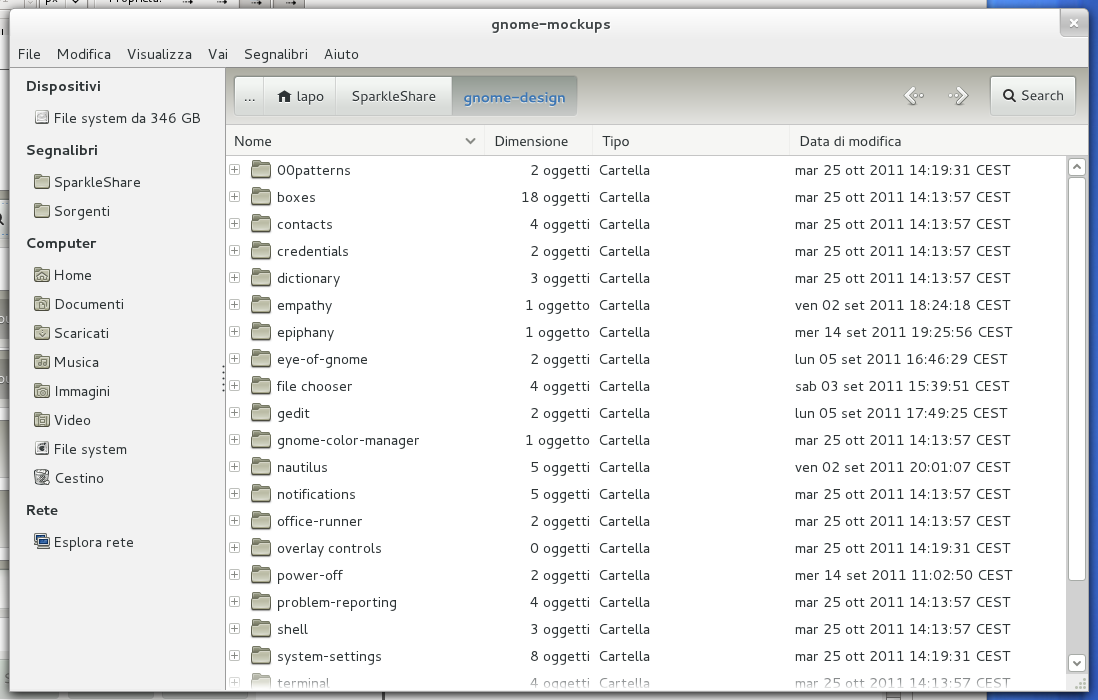 gnome-mockups
File Modifica Visualizza Vai Segnalibri Aiuto
Dispositivi
File system da 346 GB
Segnalibri
SparkleShare
Sorgenti
Computer
Home
Documenti
Scaricati
Musica
Immagini
Video
File system
Cestino
Rete
Esplora rete
... lapo SparkleShare gnome-design Search
Nome Dimensione Tipo Data di modifica
00patterns 2 oggetti Cartella mar 25 ott 2011 14:19:31 CEST
boxes 18 oggetti Cartella mar 25 ott 2011 14:13:57 CEST
contacts 4 oggetti Cartella mar 25 ott 2011 14:13:57 CEST
credentials 2 oggetti Cartella mar 25 ott 2011 14:13:57 CEST
dictionary 3 oggetti Cartella mar 25 ott 2011 14:13:57 CEST
empathy 1 oggetto Cartella ven 02 set 2011 18:24:18 CEST
epiphany 1 oggetto Cartella mer 14 set 2011 19:25:56 CEST
eye-of-gnome 2 oggetti Cartella lun 05 set 2011 16:46:29 CEST
file chooser 4 oggetti Cartella sab 03 set 2011 15:39:51 CEST
gedit 2 oggetti Cartella lun 05 set 2011 17:49:25 CEST
gnome-color-manager 1 oggetto Cartella mar 25 ott 2011 14:13:57 CEST
nautilus 5 oggetti Cartella ven 02 set 2011 20:01:07 CEST
notifications 5 oggetti Cartella mar 25 ott 2011 14:13:57 CEST
office-runner 2 oggetti Cartella mar 25 ott 2011 14:13:57 CEST
overlay controls 0 oggetti Cartella mar 25 ott 2011 14:19:31 CEST
power-off 2 oggetti Cartella mer 14 set 2011 11:02:50 CEST
problem-reporting 4 oggetti Cartella mar 25 ott 2011 14:13:57 CEST
shell 3 oggetti Cartella mar 25 ott 2011 14:13:57 CEST
system-settings 8 oggetti Cartella mar 25 ott 2011 14:19:31 CEST
terminal 4 oggetti Cartella mar 25 ott 2011 14:13:57 CEST